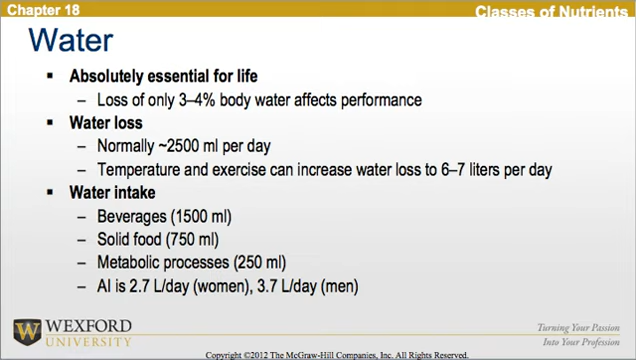 Chapter 18
Classes of Nutrients
Water
▪ Absolutely essential for life
– Loss of only 3–4% body water affects performance
▪ Water loss
– Normally ~2500 ml per day
– Temperature and exercise can increase water loss to 6–7 liters per day
▪ Water intake
– Beverages (1500 ml)
– Solid food (750 ml)
– Metabolic processes (250 ml)
– AI is 2.7 L/day (women), 3.7 L/day (men)
W
WEXFORD
UNIVERSITY
Turning Your Passion
Into Your Profession
Copyright ©2012 The McGraw-Hill Companies, Inc. All Rights Reserved.